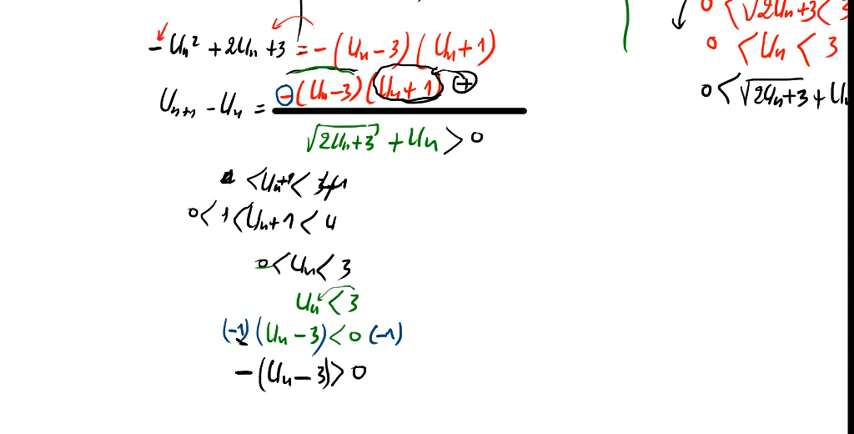 0 < √2Un+3 < 3
-Un² + 2Un + 3 = -(Un - 3)(Un + 1)
0 < Un < 3
Un+1 - Un = -(Un - 3)(Un + 1) +
0 < √2Un+3 + U
√2Un+3 + Un > 0
0 < 1 < Un + 1 < 4
0 < Un < 3
Un < 3
(-1)(Un - 3) < 0 (-1)
-(Un - 3) > 0